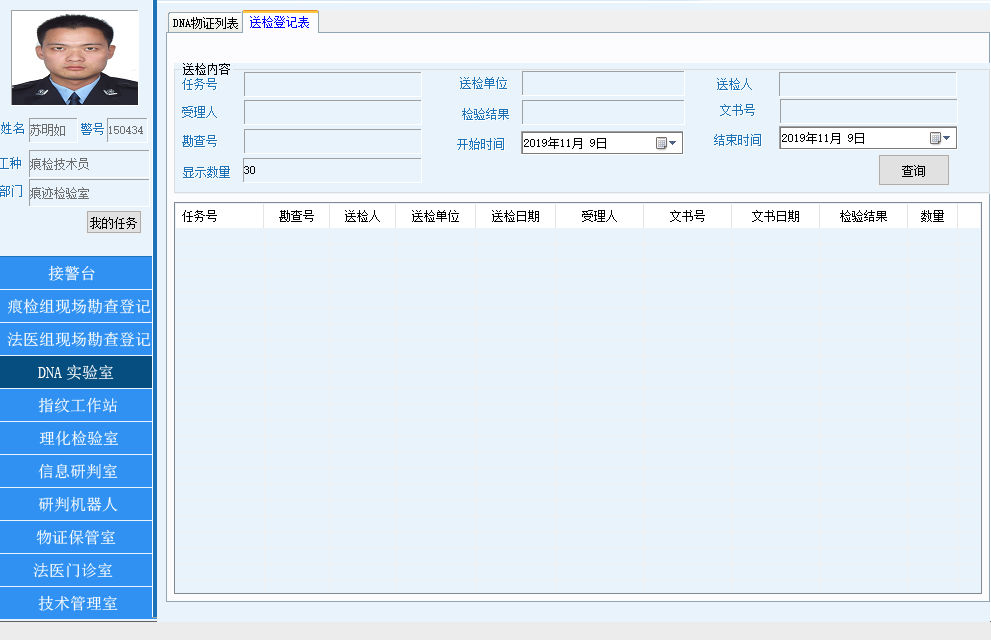 DNA物证列表 送检登记表
送检内容
任务号 送检单位 送检人
受理人 检验结果 文书号
勘查号 开始时间 2019年11月 9日 结束时间 2019年11月 9日
显示数量 30 查询
任务号 勘查号 送检人 送检单位 送检日期 受理人 文书号 文书日期 检验结果 数量
姓名 苏明如 警号 150434
工种 痕检技术员
部门 痕迹检验室
我的任务
接警台
痕检组现场勘查登记
法医组现场勘查登记
DNA 实验室
指纹工作站
理化检验室
信息研判室
研判机器人
物证保管室
法医门诊室
技术管理室